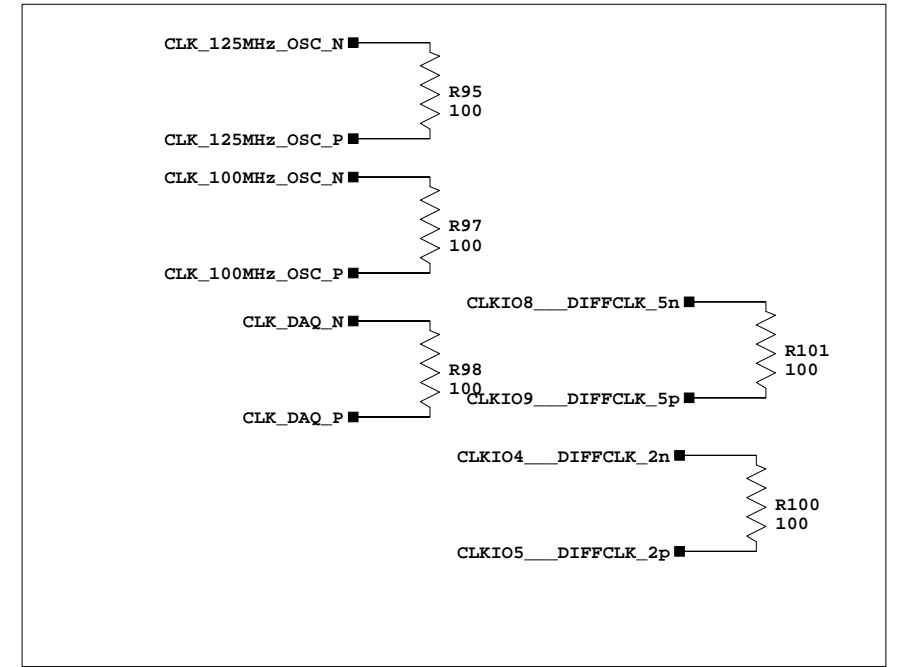 CLK_125MHz_OSC_N
R95
100
CLK_125MHz_OSC_P
CLK_100MHz_OSC_N
R97
100
CLK_100MHz_OSC_P
CLK_DAQ_N
R98
100
CLK_DAQ_P
CLKIO8___DIFFCLK_5n
R101
100
CLKIO9___DIFFCLK_5p
CLKIO4___DIFFCLK_2n
R100
100
CLKIO5___DIFFCLK_2p